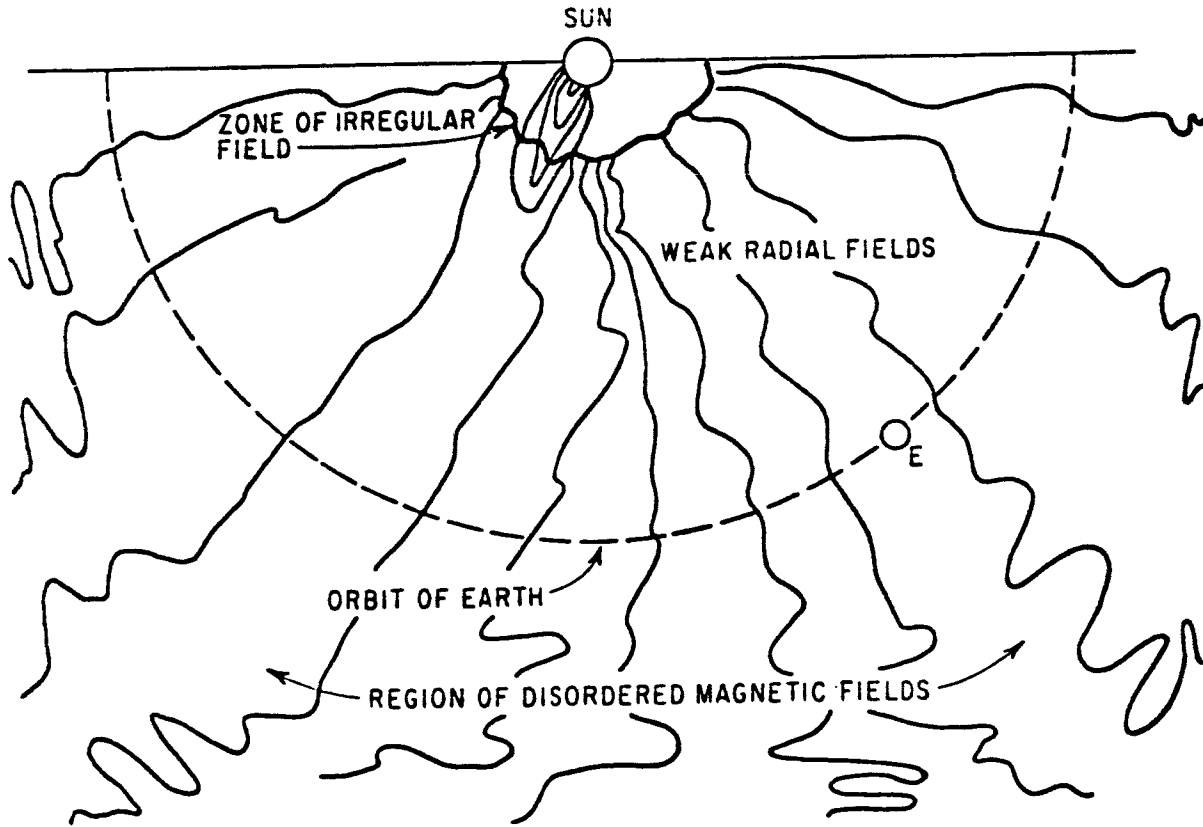 SUN
ZONE OF IRREGULAR
FIELD
WEAK RADIAL FIELDS
E
ORBIT OF EARTH
REGION OF DISORDERED MAGNETIC FIELDS